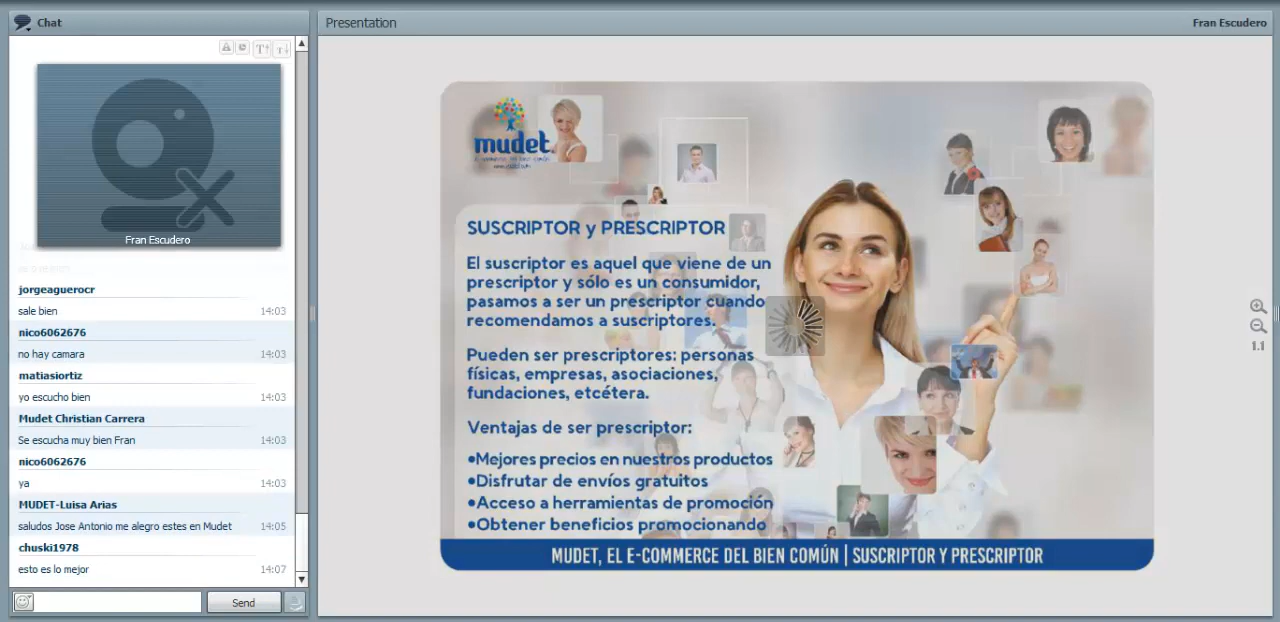 Chat
Fran Escudero
jorgeaguerocr
sale bien 14:03
nico6062676
no hay camara 14:03
matiasiortiz
yo escucho bien 14:03
Mudet Christian Carrera
Se escucha muy bien Fran 14:03
nico6062676
ya 14:03
MUDET-Luisa Arias
saludos Jose Antonio me alegro estes en Mudet 14:05
chuski1978
esto es lo mejor 14:07
Send
Presentation
Fran Escudero
mudet.
SUSCRIPTOR y PRESCRIPTOR
El suscriptor es aquel que viene de un
prescriptor y sólo es un consumidor,
pasamos a ser un prescriptor cuando
recomendamos a suscriptores.
Pueden ser prescriptores: personas
físicas, empresas, asociaciones,
fundaciones, etcétera.
Ventajas de ser prescriptor:
•Mejores precios en nuestros productos
•Disfrutar de envíos gratuitos
•Acceso a herramientas de promoción
•Obtener beneficios promocionando
MUDET, EL E-COMMERCE DEL BIEN COMÚN | SUSCRIPTOR Y PRESCRIPTOR
1:1